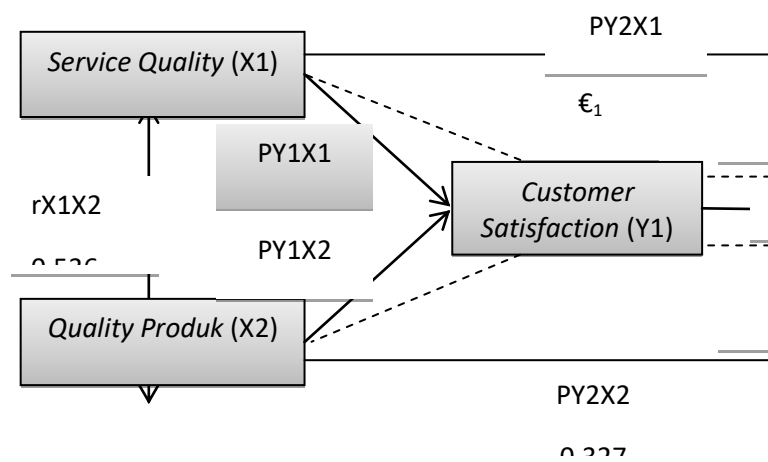 PY2X1
Service Quality (X1)
€1
PY1X1
Customer
Satisfaction (Y1)
rX1X2
PY1X2
Quality Produk (X2)
PY2X2